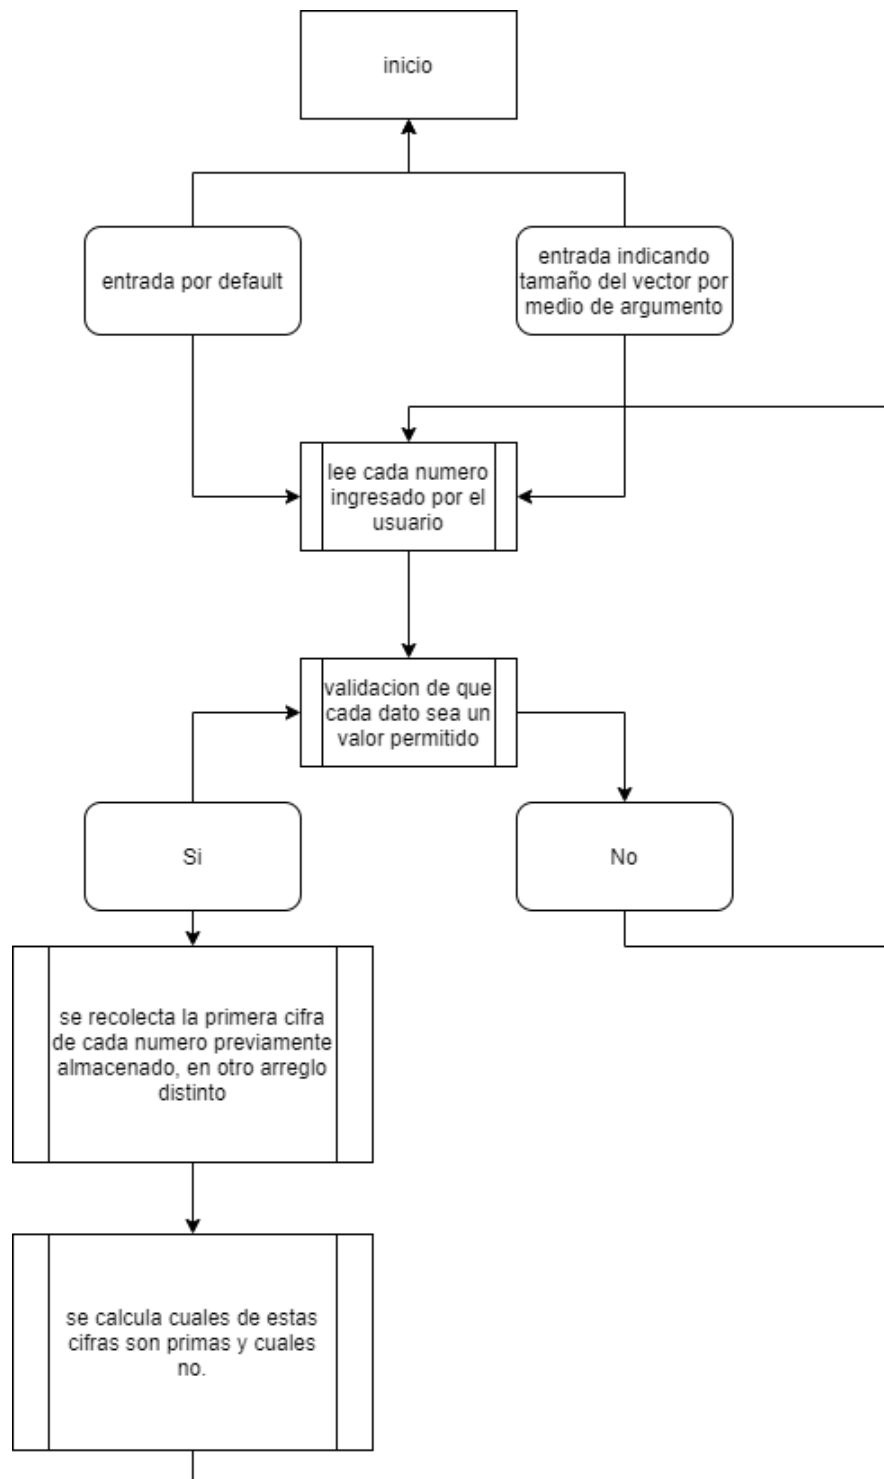 inicio
entrada por default
entrada indicando
tamaño del vector por
medio de argumento
lee cada numero
ingresado por el
usuario
validacion de que
cada dato sea un
valor permitido
Si
No
se recolecta la primera cifra
de cada numero previamente
almacenado, en otro arreglo
distinto
se calcula cuales de estas
cifras son primas y cuales
no.